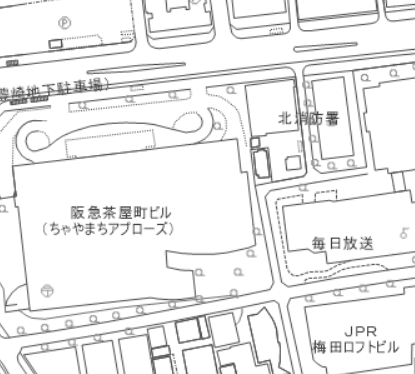 Ⓟ
豊崎地下駐車場)
北消防署
阪急茶屋町ビル
(ちゃやまちアプローズ)
毎日放送
JPR
梅田ロフトビル